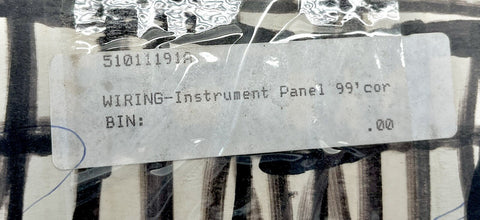 51011191A
WIRING-Instrument Panel 99'cor
BIN:
.00